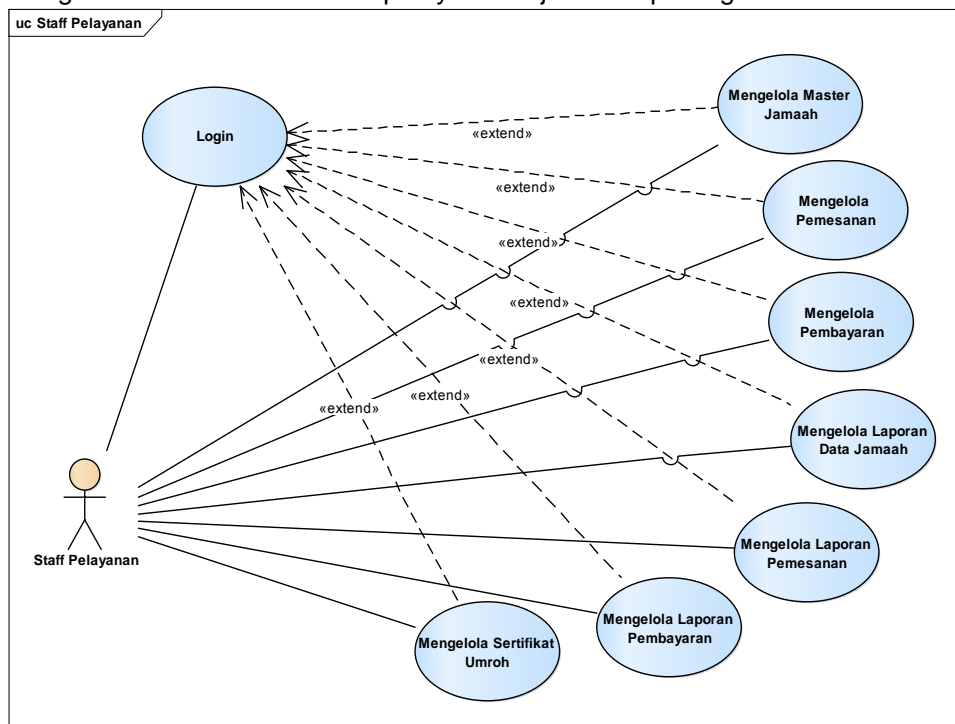 uc Staff Pelayanan
Login
Mengelola Master
Jamaah
«extend»
«extend»
Mengelola
Pemesanan
«extend»
«extend»
Mengelola
Pembayaran
«extend»
«extend»
«extend»
Mengelola Laporan
Data Jamaah
Staff Pelayanan
Mengelola Laporan
Pemesanan
Mengelola Laporan
Pembayaran
Mengelola Sertifikat
Umroh